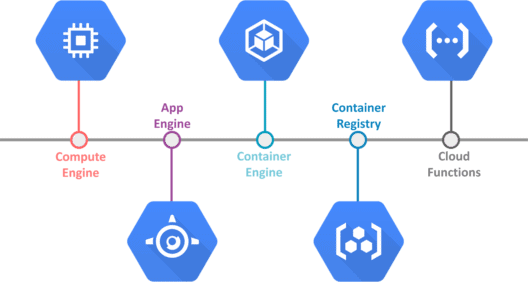 App
Engine
Container
Registry
Compute
Engine
Container
Engine
Cloud
Functions